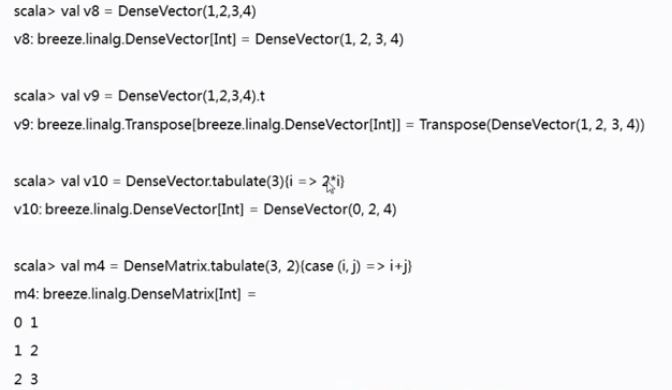 scala> val v8 = DenseVector(1,2,3,4)
v8: breeze.linalg.DenseVector[Int] = DenseVector(1, 2, 3, 4)
scala> val v9 = DenseVector(1,2,3,4).t
v9: breeze.linalg.Transpose[breeze.linalg.DenseVector[Int]] = Transpose(DenseVector(1, 2, 3, 4))
scala> val v10 = DenseVector.tabulate(3){i => 2*i}
v10: breeze.linalg.DenseVector[Int] = DenseVector(0, 2, 4)
scala> val m4 = DenseMatrix.tabulate(3, 2){case (i, j) => i+j}
m4: breeze.linalg.DenseMatrix[Int] =
0 1
1 2
2 3